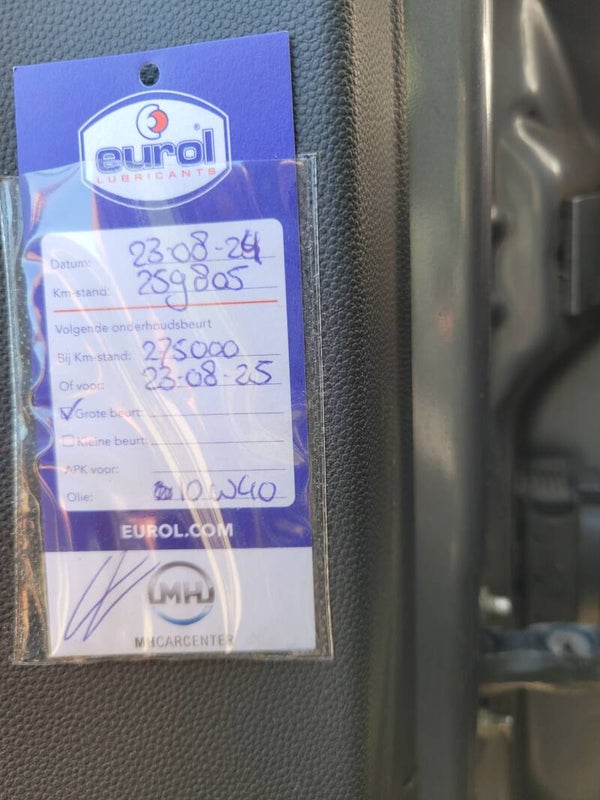 eurol®
LUBRICANTS
Datum: 23-08-24
Km-stand: 259805
Volgende onderhoudsbeurt
Bij Km-stand: 275000
Of voor: 23-08-25
Grote beurt:
Kleine beurt:
APK voor:
Olie: 10W40
EUROL.COM
MH
MHCARCENTER